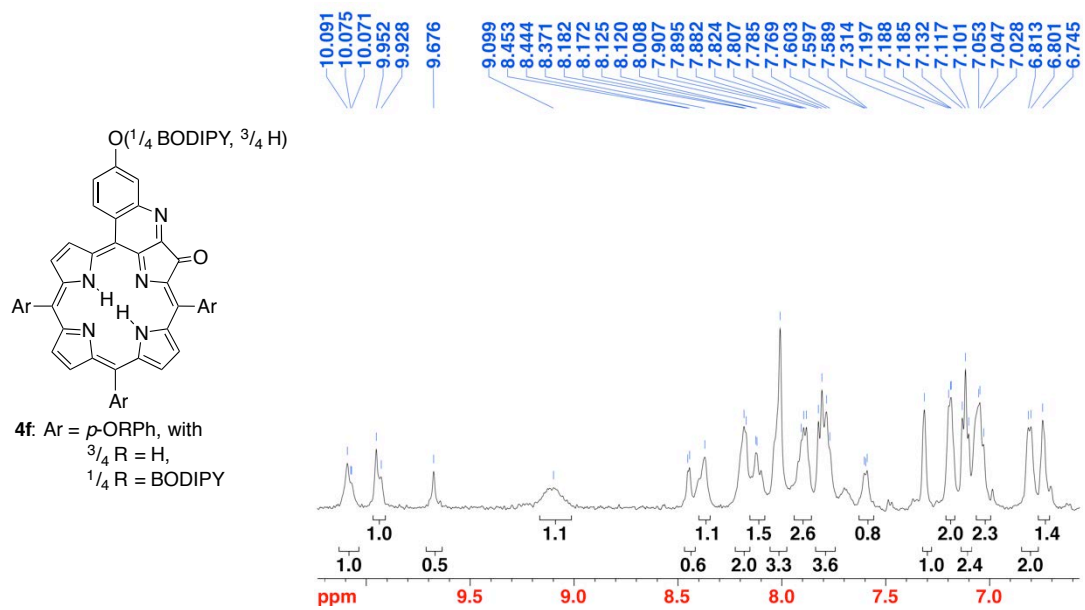 10.091
10.075
10.071
9.952
9.928
9.676
9.099
8.453
8.444
8.371
8.182
8.172
8.125
8.120
8.008
7.907
7.895
7.882
7.824
7.807
7.785
7.769
7.603
7.597
7.589
7.314
7.197
7.188
7.185
7.132
7.117
7.101
7.053
7.047
7.028
6.813
6.801
6.745
O(1/4 BODIPY, 3/4 H)
N
O
N N
H
Ar H Ar
N N
Ar
4f: Ar = p-ORPh, with
3/4 R = H,
1/4 R = BODIPY
1.0 1.1 1.1 1.5 2.6 0.8 2.0 2.3 1.4
1.0 0.5 0.6 2.0 3.3 3.6 1.0 2.4 2.0
ppm 9.5 9.0 8.5 8.0 7.5 7.0